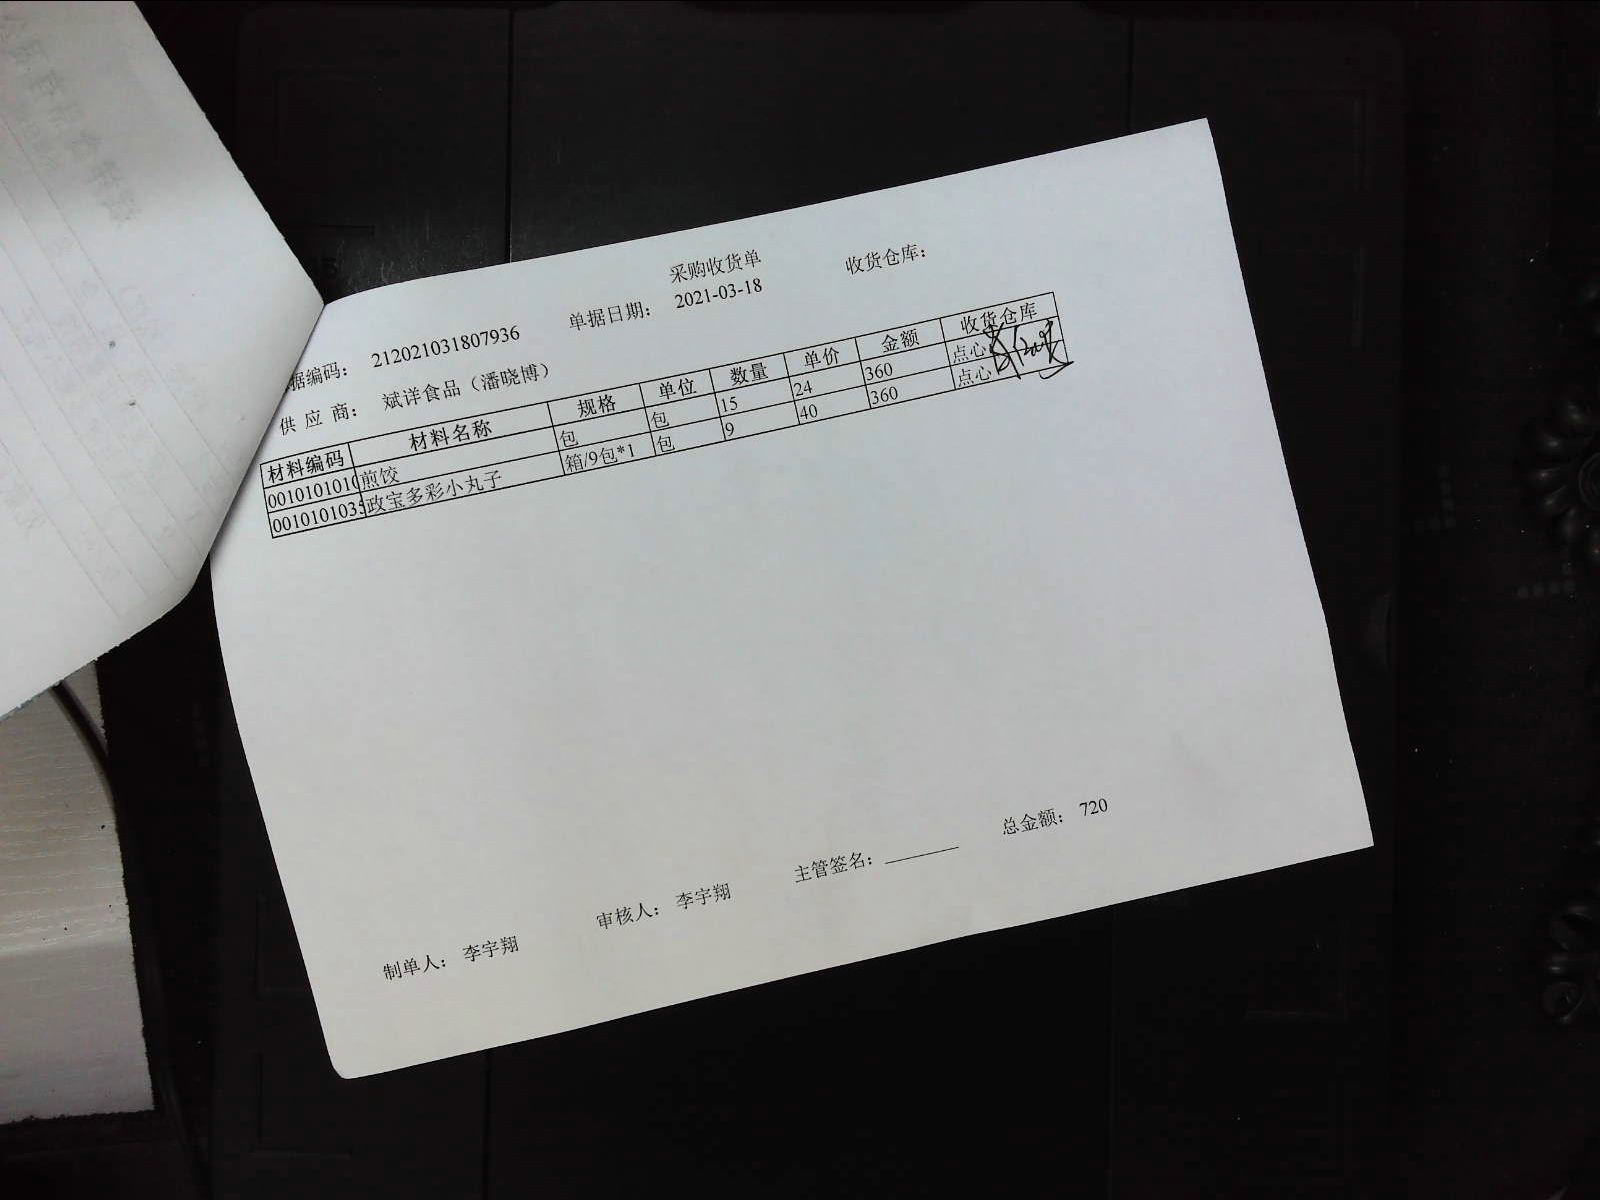 采购收货单
据编码： 212021031807936 单据日期： 2021-03-18 收货仓库：
供 应 商： 斌详食品（潘晓博）
材料编码 材料名称 规格 单位 数量 单价 金额 收货仓库
0010101010 煎饺 包 包 15 24 360 点心
001010103 政宝多彩小丸子 箱/9包*1 包 9 40 360 点心
制单人： 李宇翔 审核人： 李宇翔 主管签名： 总金额： 720